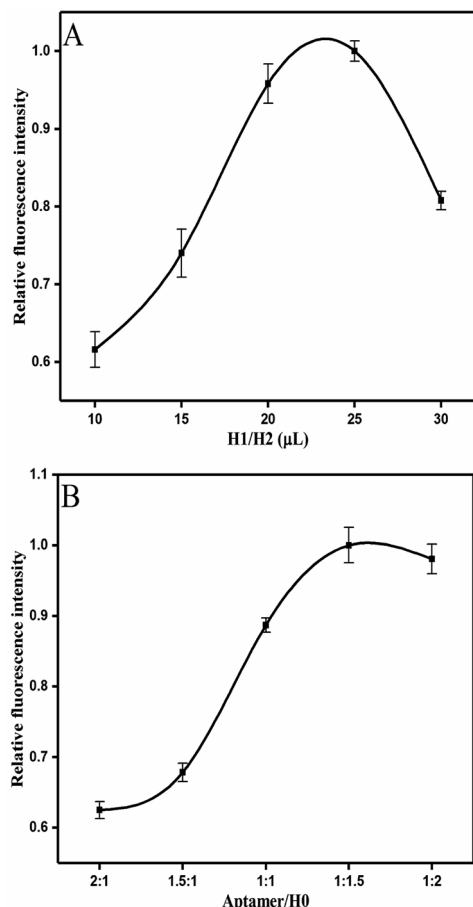 A
Relative fluorescence intensity
1.0
0.9
0.8
0.7
0.6
10 15 20 25 30
H1/H2 (µL)
B
Relative fluorescence intensity
1.1
1.0
0.9
0.8
0.7
0.6
2:1 1.5:1 1:1 1:1.5 1:2
Aptamer/H0